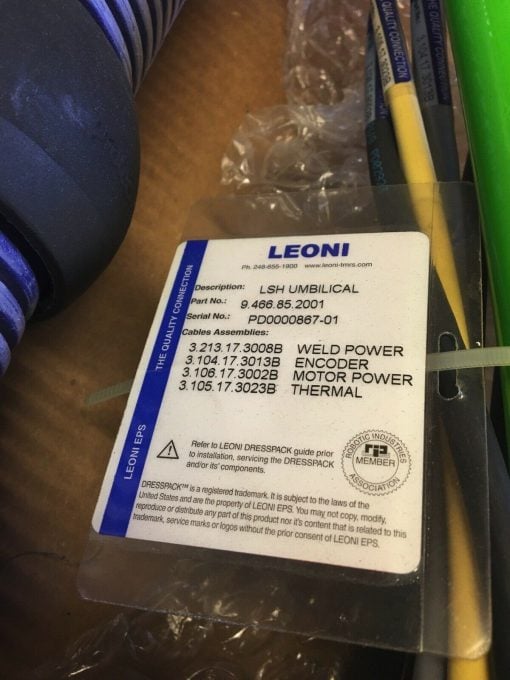 THE QUALITY CONNECTION
THE QUALITY CONNECTION
3013B
LEONI
Ph. 248-655-1900 www.leoni-tmrs.com
Description: LSH UMBILICAL
Part No.: 9.466.85.2001
Serial No.: PD0000867-01
Cables Assemblies:
3.213.17.3008B WELD POWER
3.104.17.3013B ENCODER
3.106.17.3002B MOTOR POWER
3.105.17.3023B THERMAL
THE QUALITY CONNECTION
LEONI EPS
Refer to LEONI DRESSPACK guide prior
to installation, servicing the DRESSPACK
and/or its' components.
ROBOTIC INDUSTRIES
MEMBER
ASSOCIATION
DRESSPACK™ is a registered trademark. It is subject to the laws of the
United States and are the property of LEONI EPS. You may not copy, modify,
reproduce or distribute any part of this product nor it's content that is related to this
trademark, service marks or logos without the prior consent of LEONI EPS.